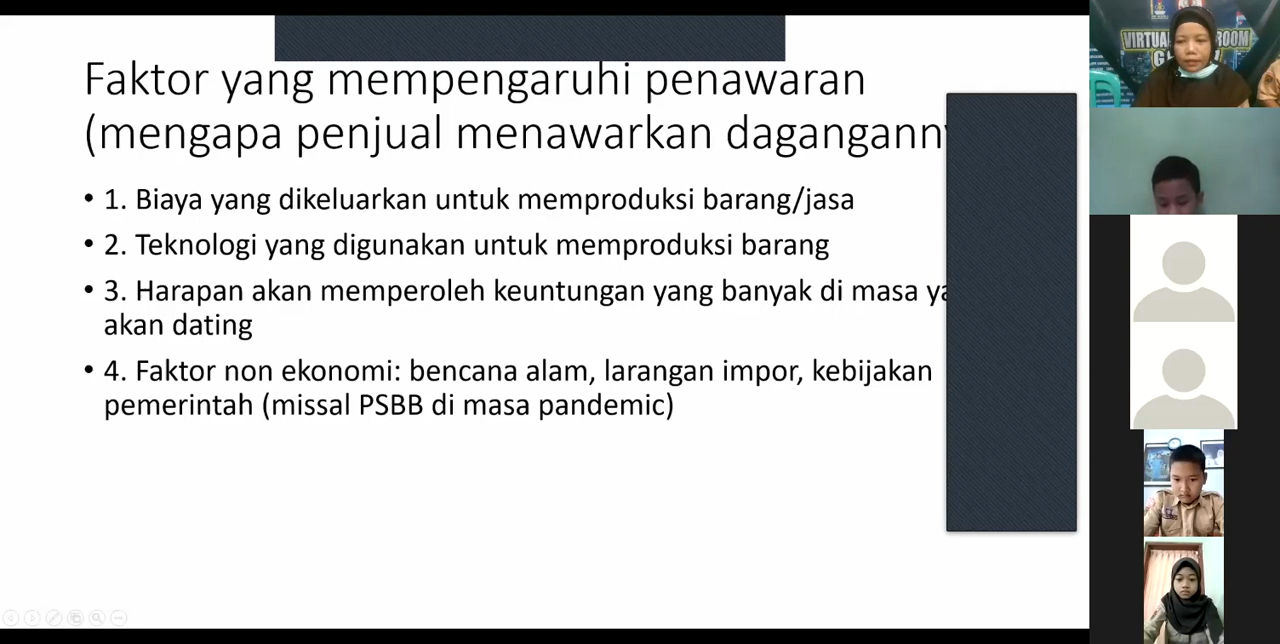 Faktor yang mempengaruhi penawaran
(mengapa penjual menawarkan
• 1. Biaya yang dikeluarkan untuk memproduksi barang/jasa
• 2. Teknologi yang digunakan untuk memproduksi barang
• 3. Harapan akan memperoleh keuntungan yang banyak di masa
akan dating
• 4. Faktor non ekonomi: bencana alam, larangan impor, kebijakan
pemerintah (missal PSBB di masa pandemic)
VIRTUAL ROOM